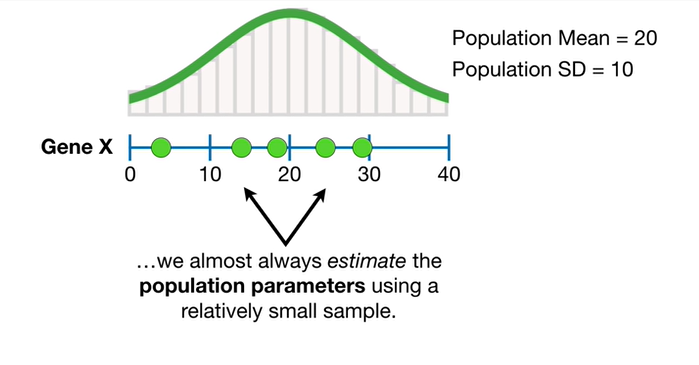 Population Mean = 20
Population SD = 10
Gene X
0 10 20 30 40
…we almost always estimate the
population parameters using a
relatively small sample.